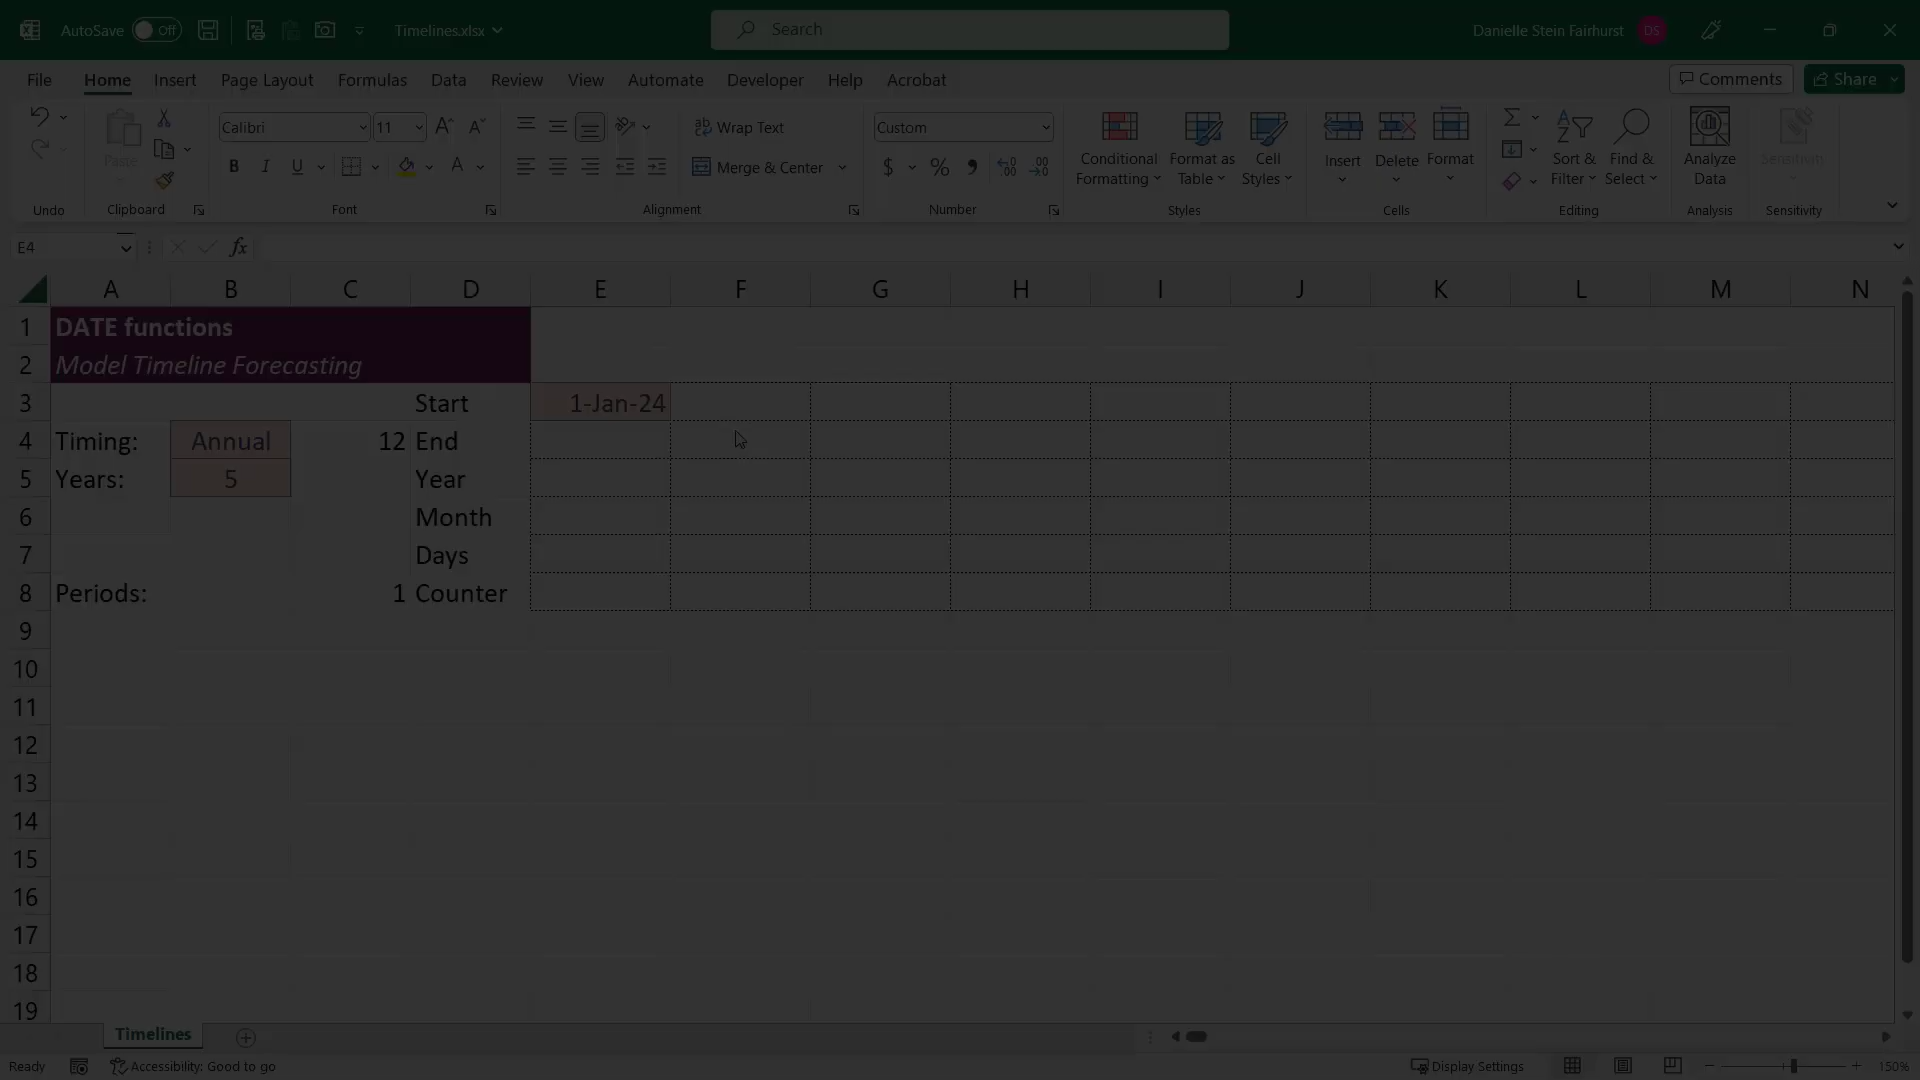 AutoSave Off Timelines.xlsx Search Danielle Stein Fairhurst DS
File Home Insert Page Layout Formulas Data Review View Automate Developer Help Acrobat Comments Share
Calibri 11 Wrap Text Custom
Paste B I U A Merge & Center $ % Conditional Formatting Format as Table Cell Styles Insert Delete Format Sort & Filter Find & Select Analyze Data Sensitivity
Undo Clipboard Font Alignment Number Styles Cells Editing Analysis Sensitivity
E4 fx
A B C D E F G H I J K L M N
1 DATE functions
2 Model Timeline Forecasting
3 Start 1-Jan-24
4 Timing: Annual 12 End
5 Years: 5 Year
6 Month
7 Days
8 Periods: 1 Counter
9
10
11
12
13
14
15
16
17
18
19
Timelines
Ready Accessibility: Good to go Display Settings 150%